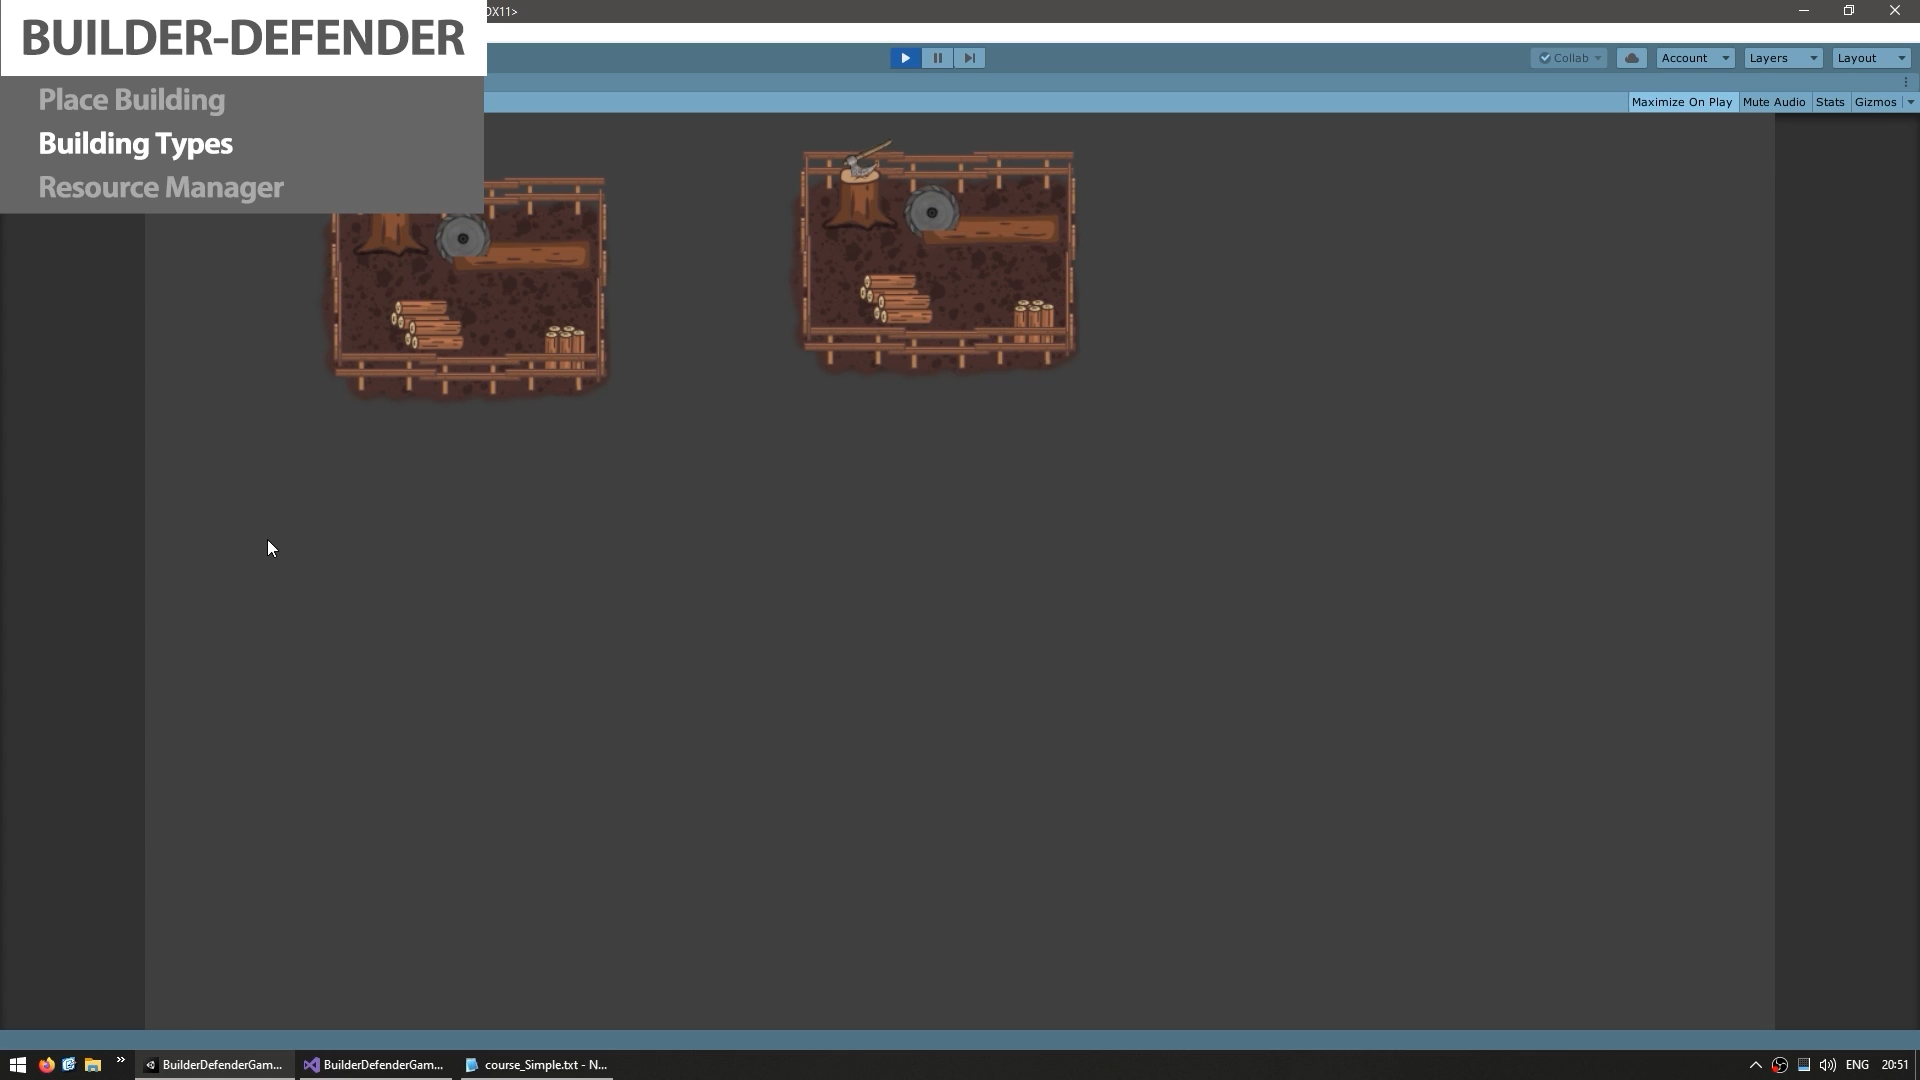 BUILDER-DEFENDER
DX11>
Place Building
Building Types
Resource Manager
Collab
Account
Layers
Layout
Maximize On Play
Mute Audio
Stats
Gizmos
»
BuilderDefenderGam...
BuilderDefenderGam...
course_Simple.txt - N...
ENG
20:51